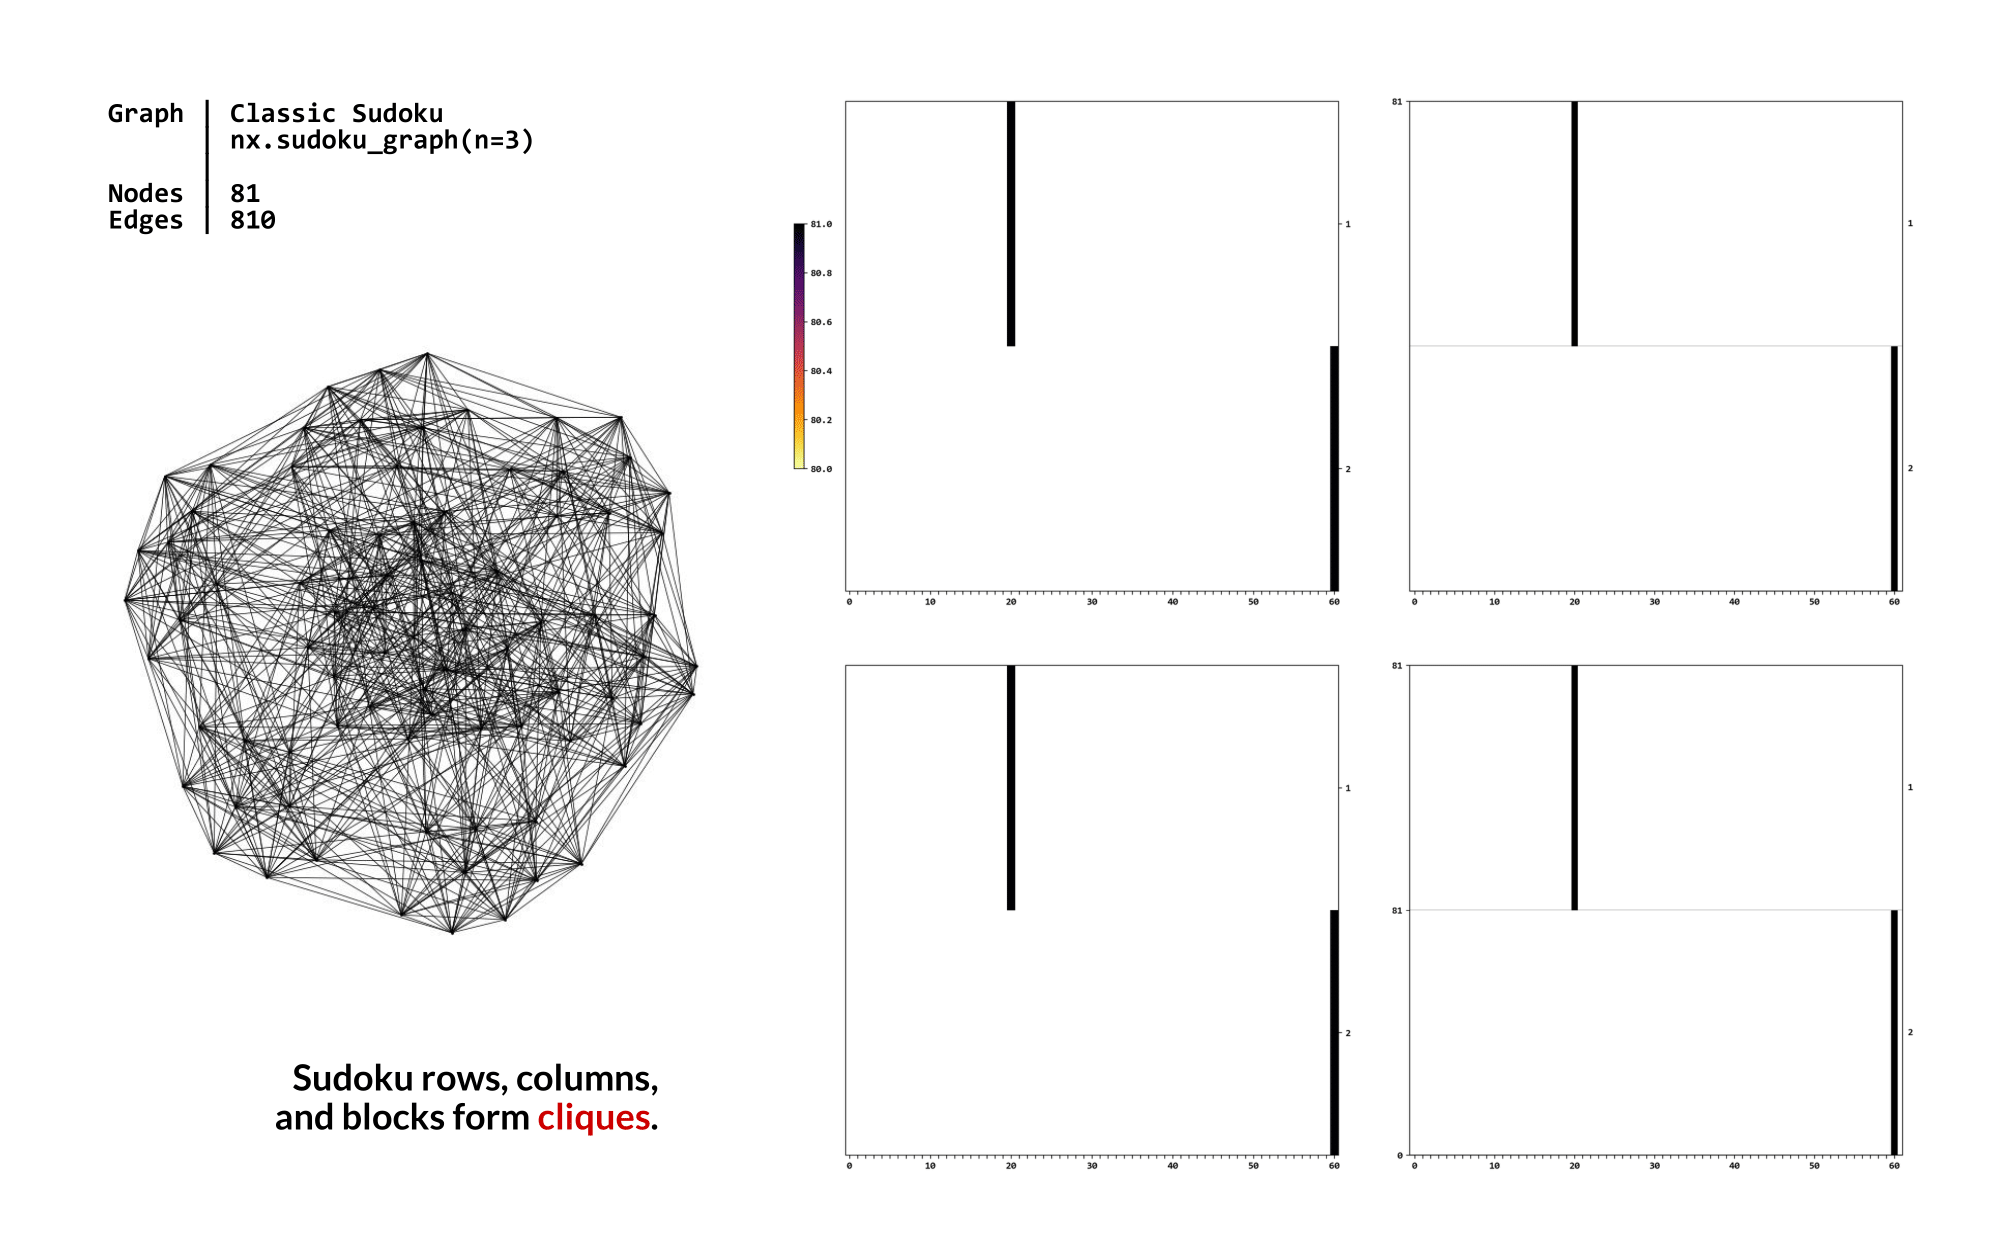 Graph | Classic Sudoku
nx.sudoku_graph(n=3)
Nodes | 81
Edges | 810
Sudoku rows, columns,
and blocks form cliques.
81.0
80.8
80.6
80.4
80.2
80.0
1
2
0 10 20 30 40 50 60
81
1
2
0 10 20 30 40 50 60
1
2
0 10 20 30 40 50 60
81
1
81
2
0
0 10 20 30 40 50 60